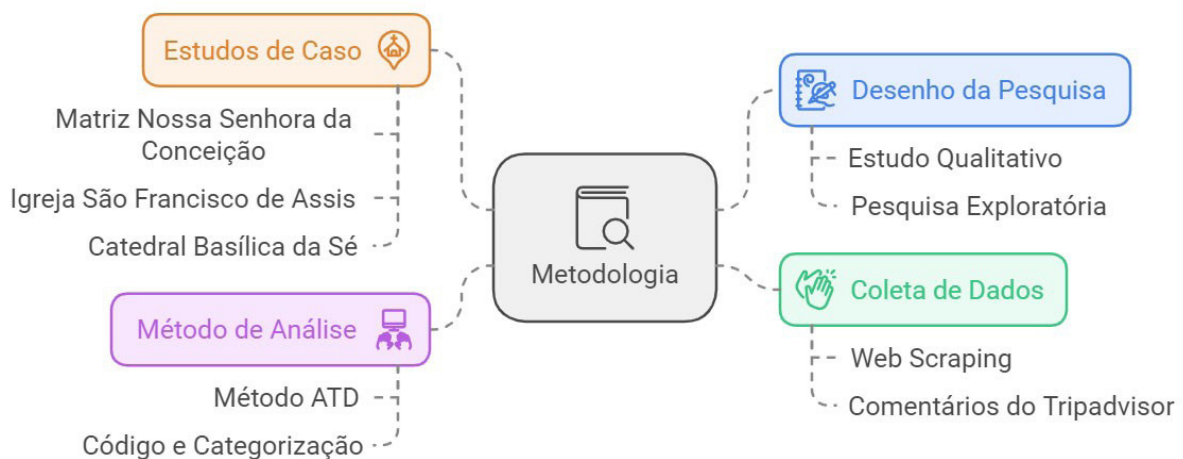 Estudos de Caso
Matriz Nossa Senhora da
Conceição
Igreja São Francisco de Assis
Catedral Basílica da Sé
Método de Análise
Método ATD
Código e Categorização
Metodologia
Desenho da Pesquisa
Estudo Qualitativo
Pesquisa Exploratória
Coleta de Dados
Web Scraping
Comentários do Tripadvisor